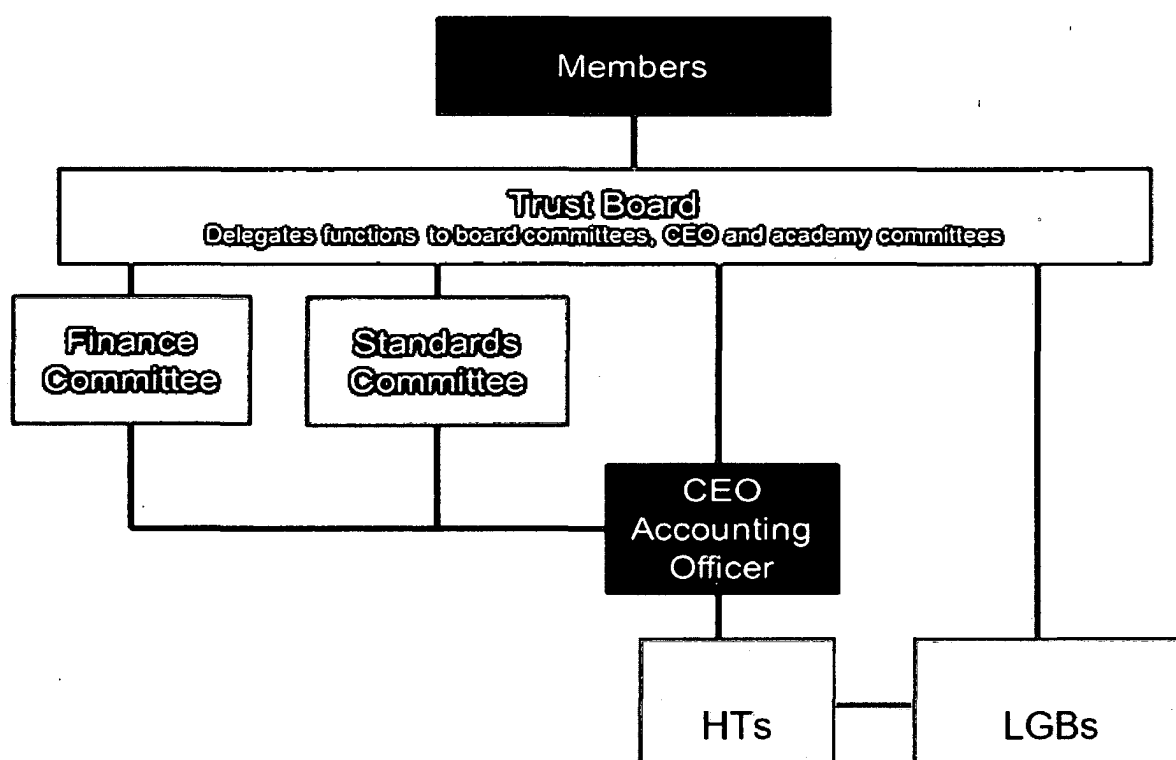 Members
Trust Board
Delegates functions to board committees, CEO and academy committees
Finance
Committee
Standards
Committee
CEO
Accounting
Officer
HTs
LGBs